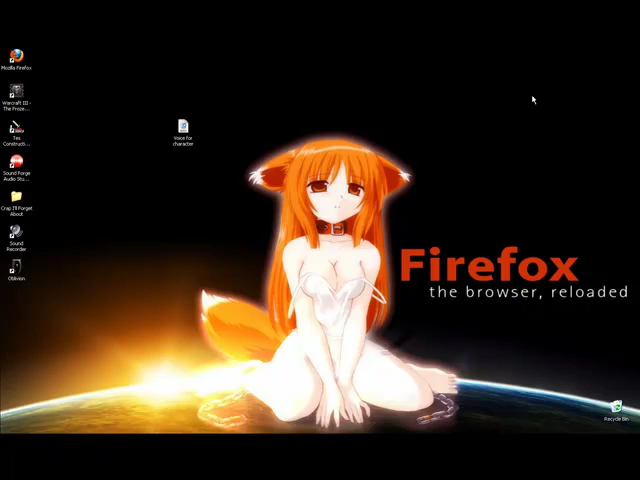 Mozilla Firefox
Warcraft III -
The Froze...
Tes
Constructi...
Sound Forge
Audio Stu...
Crap I'll Forget
About
Sound
Recorder
Oblivion
Voice for
character
Firefox
the browser, reloaded
Recycle Bin